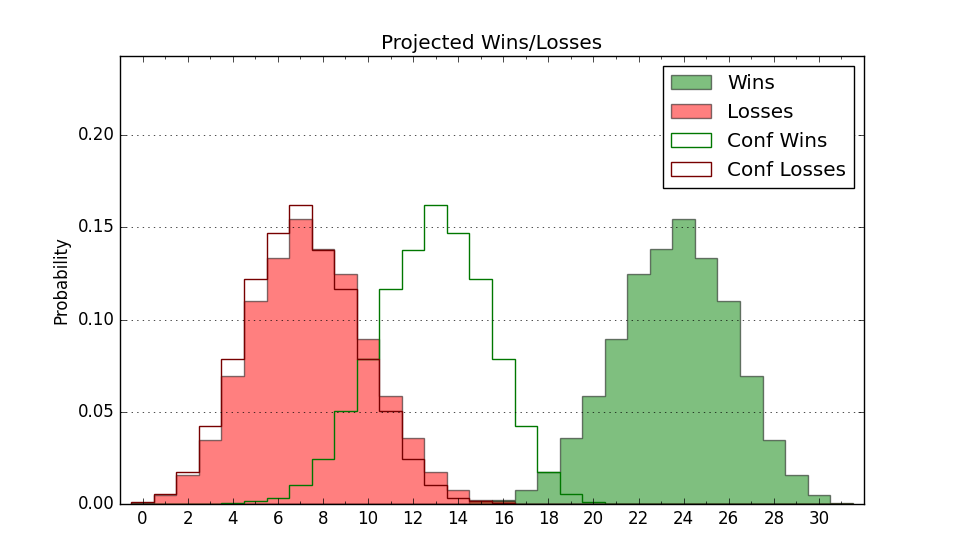 Projected Wins/Losses
Wins
Losses
Conf Wins
Conf Losses
Probability
0.20
0.15
0.10
0.05
0.00
0 2 4 6 8 10 12 14 16 18 20 22 24 26 28 30